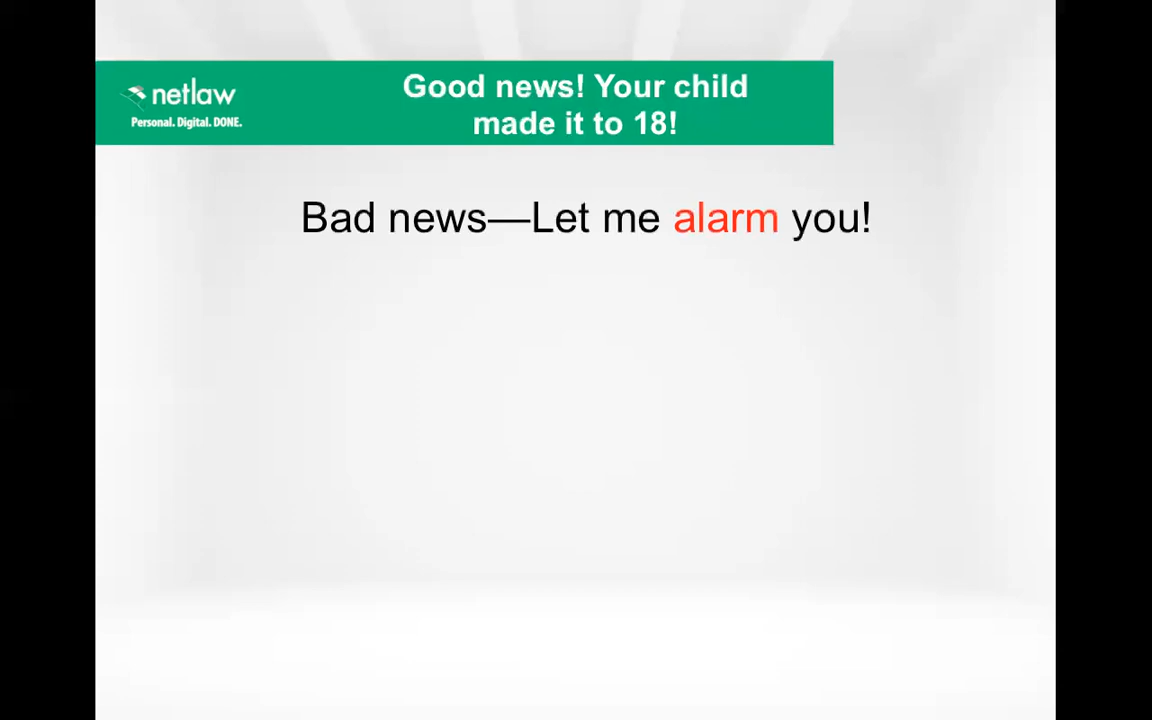 netlaw
Personal. Digital. DONE.
Good news! Your child
made it to 18!
Bad news—Let me alarm you!